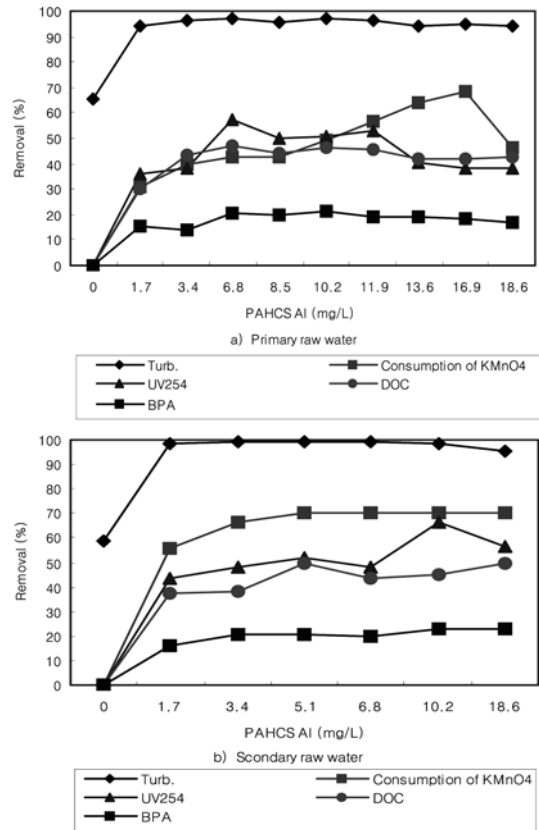 100
90
80
70
60
50
40
30
20
10
0
Removal (%)
0 1.7 3.4 6.8 8.5 10.2 11.9 13.6 16.9 18.6
PAHCS Al (mg/L)
a) Primary raw water
Turb. Consumption of KMnO4
UV254 DOC
BPA
100
90
80
70
60
50
40
30
20
10
0
Removal (%)
0 1.7 3.4 5.1 6.8 10.2 18.6
PAHCS Al (mg/L)
b) Scondary raw water
Turb. Consumption of KMnO4
UV254 DOC
BPA